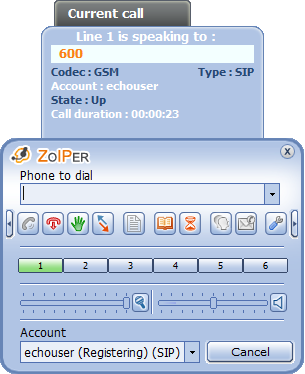 Current call
Line 1 is speaking to :
600
Codec : GSM Type : SIP
Account : echouser
State : Up
Call duration : 00:00:23
ZOIPER
Phone to dial
1 2 3 4 5 6
Account
echouser (Registering) (SIP) Cancel